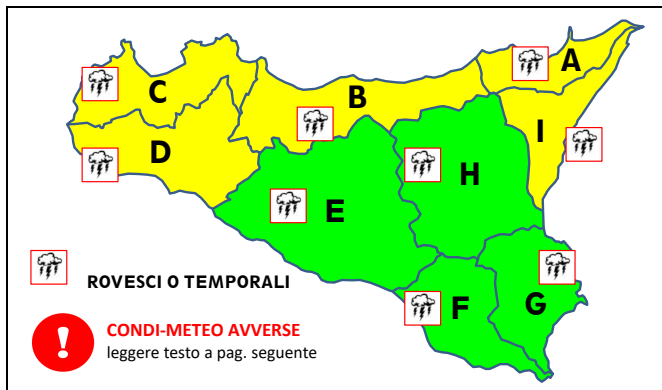 A
C
B
I
D
H
E
G
F
ROVESCI O TEMPORALI
!
CONDI-METEO AVVERSE
leggere testo a pag. seguente